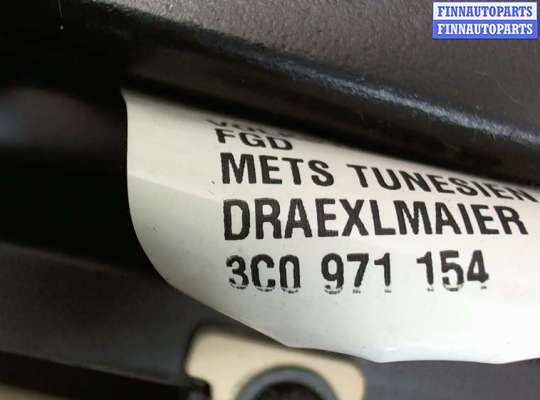 FINNAUTOPARTS
FINNAUTOPARTS
FGD
METS TUNESIEN
DRAEXLMAIER
3C0 971 154